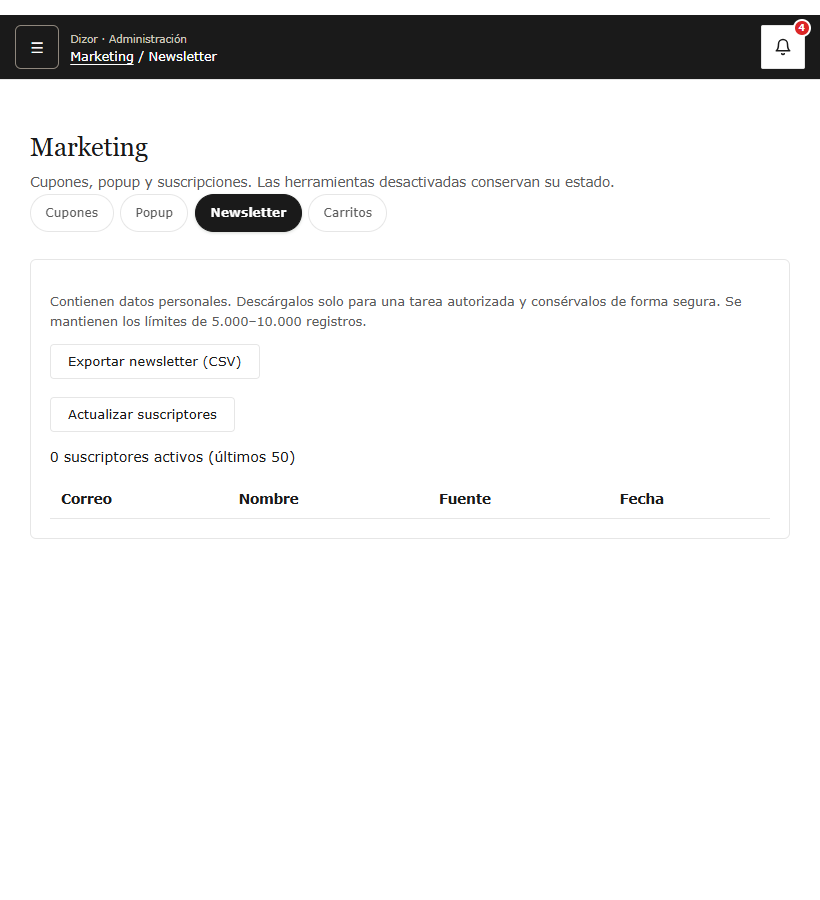 Dizor · Administración
Marketing / Newsletter
4
Marketing
Cupones, popup y suscripciones. Las herramientas desactivadas conservan su estado.
Cupones Popup Newsletter Carritos
Contienen datos personales. Descárgalos solo para una tarea autorizada y consérvalos de forma segura. Se
mantienen los límites de 5.000–10.000 registros.
Exportar newsletter (CSV)
Actualizar suscriptores
0 suscriptores activos (últimos 50)
Correo Nombre Fuente Fecha